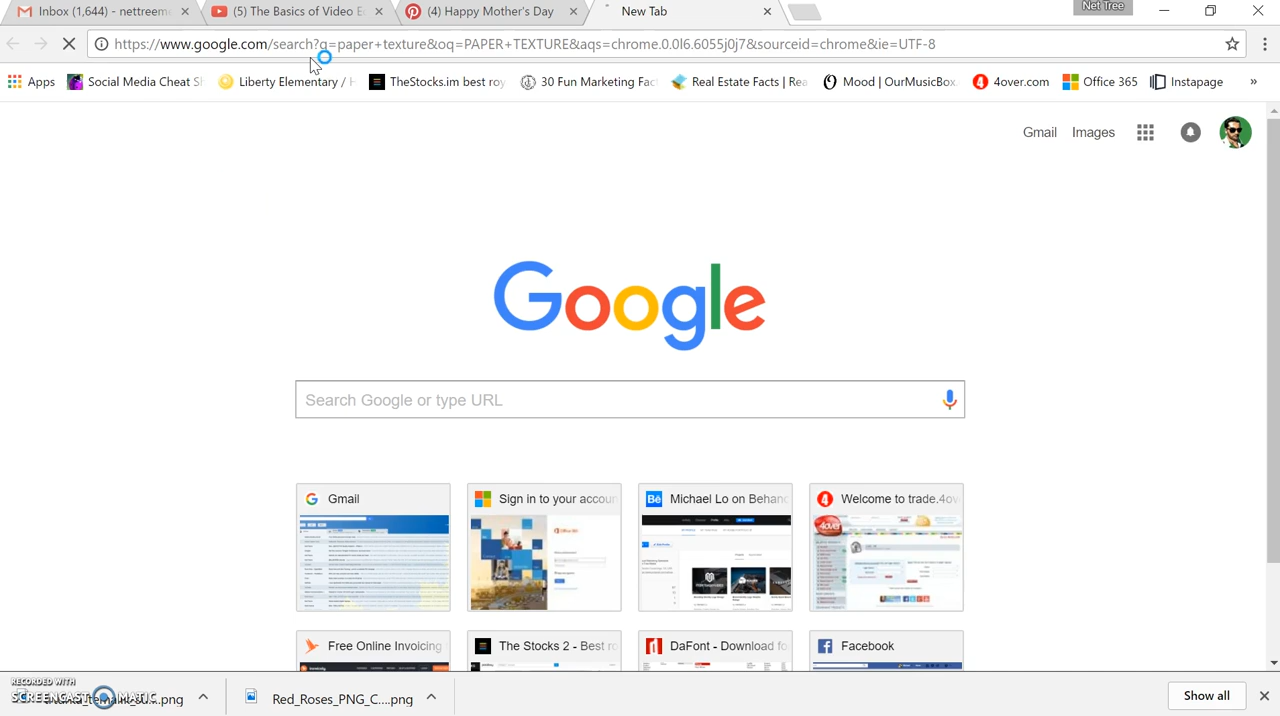 Inbox (1,644) - nettreeme
(5) The Basics of Video E
(4) Happy Mother's Day
New Tab
Net Tree
https://www.google.com/search?q=paper+texture&oq=PAPER+TEXTURE&aqs=chrome.0.0l6.6055j0j7&sourceid=chrome&ie=UTF-8
Apps
Social Media Cheat Sh
Liberty Elementary / H
TheStocks.im best roy
30 Fun Marketing Fact
Real Estate Facts | Rea
Mood | OurMusicBox
4over.com
Office 365
Instapage
»
Gmail Images
Google
Search Google or type URL
Gmail
Sign in to your accoun
Michael Lo on Behanc
Welcome to trade.4ov
Free Online Invoicing
The Stocks 2 - Best ro
DaFont - Download fo
Facebook
RECORDED WITH
SCREENCAST MATIC
Red_Roses_PNG_C....png
Show all